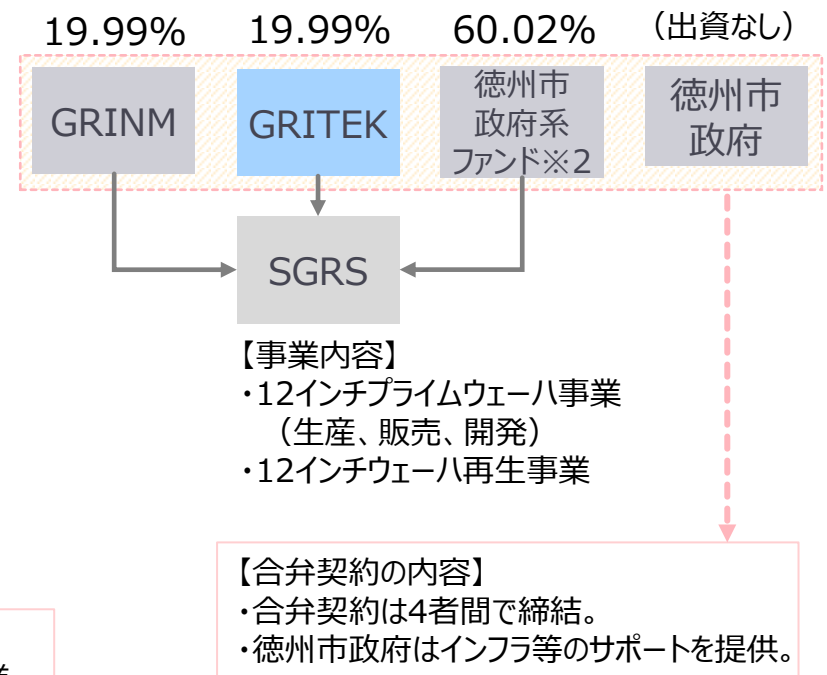 19.99% 19.99% 60.02% （出資なし）
GRINM
GRITEK
徳州市
政府系
ファンド※2
徳州市
政府
SGRS
【事業内容】
・12インチプライムウェーハ事業
（生産、販売、開発）
・12インチウェーハ再生事業
【合弁契約の内容】
・合弁契約は4者間で締結。
・徳州市政府はインフラ等のサポートを提供。